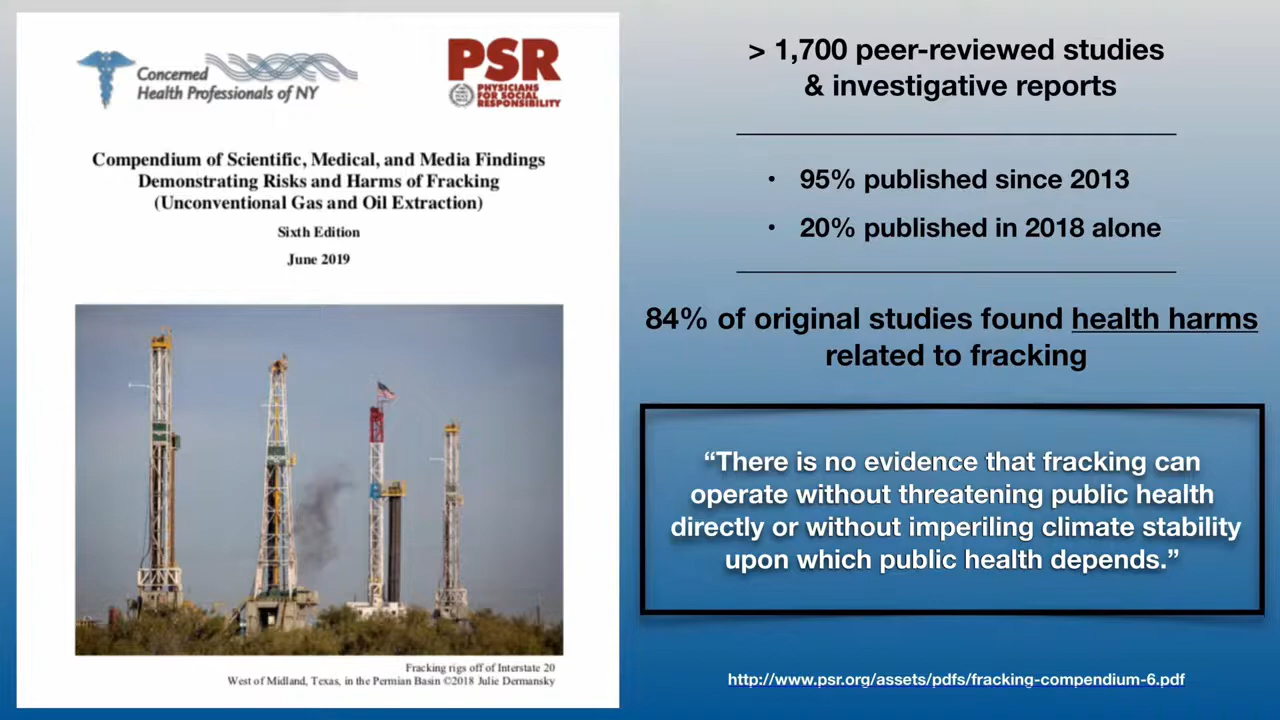 Concerned
Health Professionals of NY
PSR
PHYSICIANS
FOR SOCIAL
RESPONSIBILITY
Compendium of Scientific, Medical, and Media Findings
Demonstrating Risks and Harms of Fracking
(Unconventional Gas and Oil Extraction)
Sixth Edition
June 2019
Fracking rigs off of Interstate 20
West of Midland, Texas, in the Permian Basin ©2018 Julie Dermansky
> 1,700 peer-reviewed studies
& investigative reports
• 95% published since 2013
• 20% published in 2018 alone
84% of original studies found health harms
related to fracking
“There is no evidence that fracking can
operate without threatening public health
directly or without imperiling climate stability
upon which public health depends.”
http://www.psr.org/assets/pdfs/fracking-compendium-6.pdf